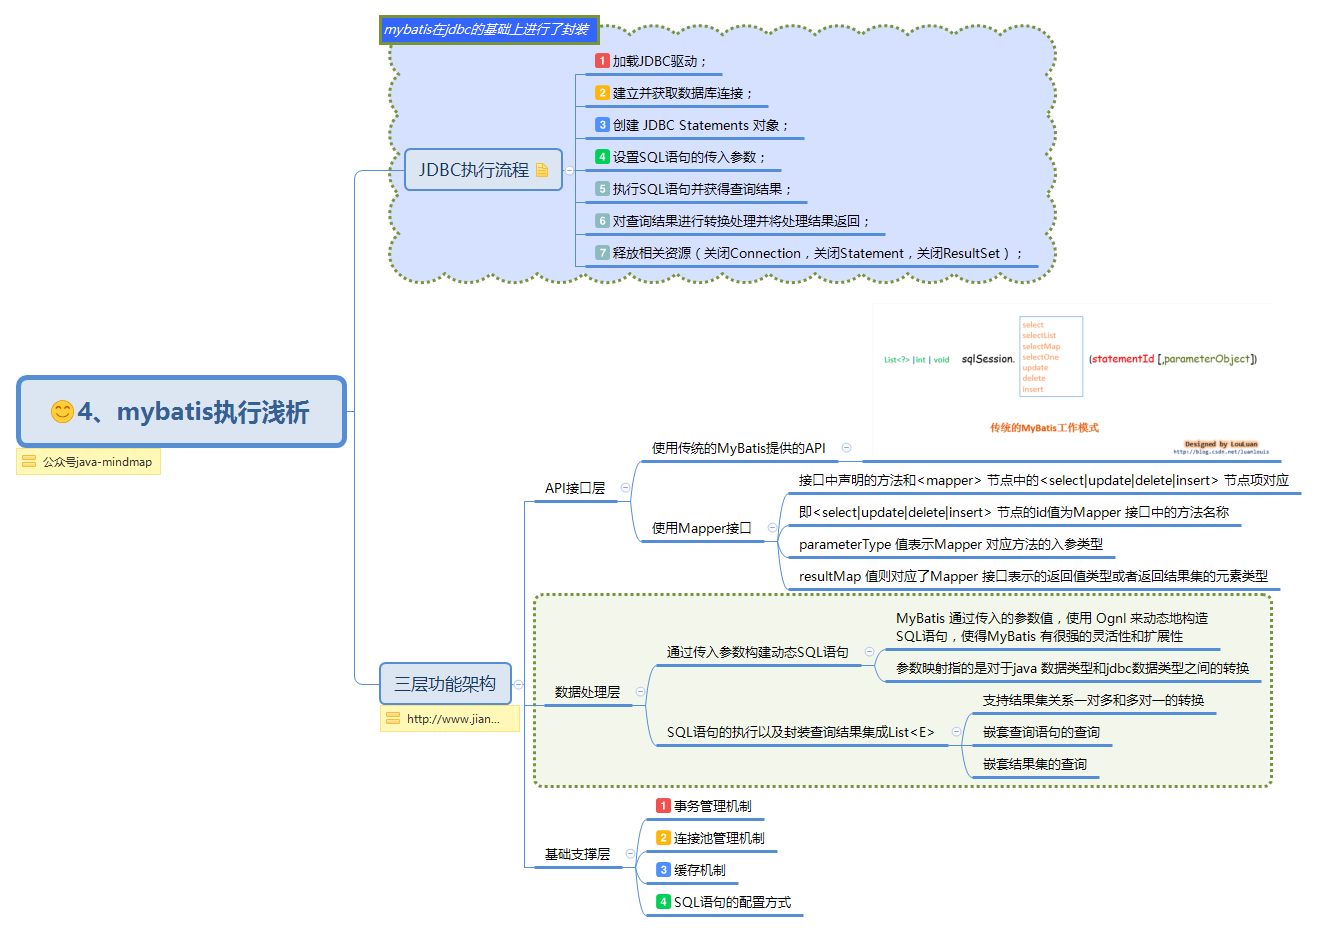 mybatis在jdbc的基础上进行了封装
1 加载JDBC驱动；
2 建立并获取数据库连接；
3 创建 JDBC Statements 对象；
4 设置SQL语句的传入参数；
5 执行SQL语句并获得查询结果；
6 对查询结果进行转换处理并将处理结果返回；
7 释放相关资源（关闭Connection，关闭Statement，关闭ResultSet）；
JDBC执行流程
4、mybatis执行浅析
公众号java-mindmap
List<?> |int | void sqlSession.
select
selectList
selectMap
selectOne
update
delete
insert
(statementId [,parameterObject])
传统的MyBatis工作模式
Designed by LouLuan
http://blog.csdn.net/luanlouis
使用传统的MyBatis提供的API
API接口层
使用Mapper接口
接口中声明的方法和<mapper> 节点中的<select|update|delete|insert> 节点项对应
即<select|update|delete|insert> 节点的id值为Mapper 接口中的方法名称
parameterType 值表示Mapper 对应方法的入参类型
resultMap 值则对应了Mapper 接口表示的返回值类型或者返回结果集的元素类型
三层功能架构
http://www.jian...
数据处理层
通过传入参数构建动态SQL语句
MyBatis 通过传入的参数值，使用 Ognl 来动态地构造
SQL语句，使得MyBatis 有很强的灵活性和扩展性
参数映射指的是对于java 数据类型和jdbc数据类型之间的转换
SQL语句的执行以及封装查询结果集成List<E>
支持结果集关系一对多和多对一的转换
嵌套查询语句的查询
嵌套结果集的查询
基础支撑层
1 事务管理机制
2 连接池管理机制
3 缓存机制
4 SQL语句的配置方式